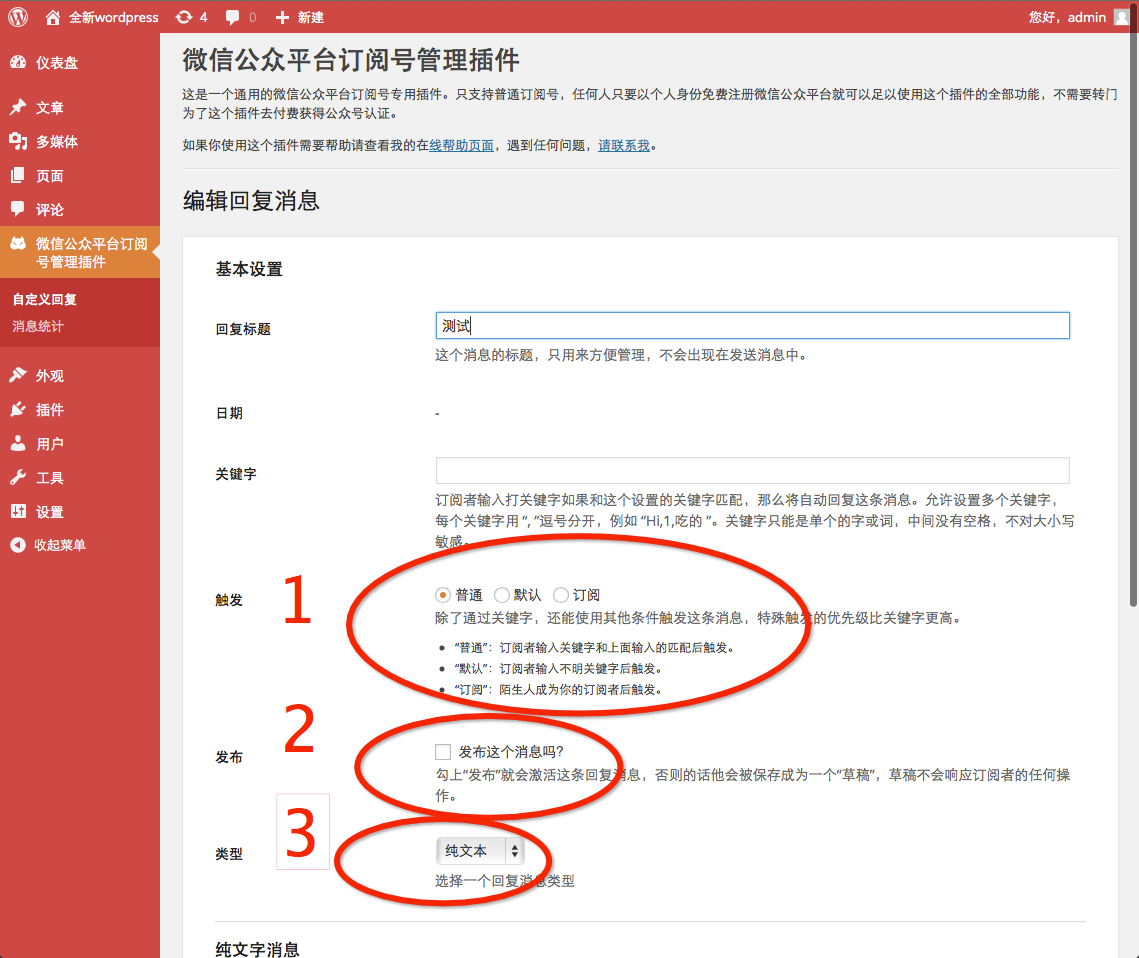 全新wordpress 4 0 新建 您好，admin
仪表盘
文章
多媒体
页面
评论
微信公众平台订阅
号管理插件
自定义回复
消息统计
外观
插件
用户
工具
设置
收起菜单
微信公众平台订阅号管理插件
这是一个通用的微信公众平台订阅号专用插件。只支持普通订阅号，任何人只要以个人身份免费注册微信公众平台就可以足以使用这个插件的全部功能，不需要转门
为了这个插件去付费获得公众号认证。
如果你使用这个插件需要帮助请查看我的在线帮助页面，遇到任何问题，请联系我。
编辑回复消息
基本设置
回复标题 测试
这个消息的标题，只用来方便管理，不会出现在发送消息中。
日期 -
关键字
订阅者输入打关键字如果和这个设置的关键字匹配，那么将自动回复这条消息。允许设置多个关键字，
每个关键字用 “, ”逗号分开，例如 “Hi,1,吃的 ”。关键字只能是单个的字或词，中间没有空格，不对大小写
敏感。
触发 1 普通 默认 订阅
除了通过关键字，还能使用其他条件触发这条消息，特殊触发的优先级比关键字更高。
• “普通”：订阅者输入关键字和上面输入的匹配后触发。
• “默认”：订阅者输入不明关键字后触发。
• “订阅”：陌生人成为你的订阅者后触发。
发布 2 发布这个消息吗？
勾上“发布”就会激活这条回复消息，否则的话他会被保存成为一个“草稿”，草稿不会响应订阅者的任何操
作。
类型 3 纯文本
选择一个回复消息类型
纯文字消息